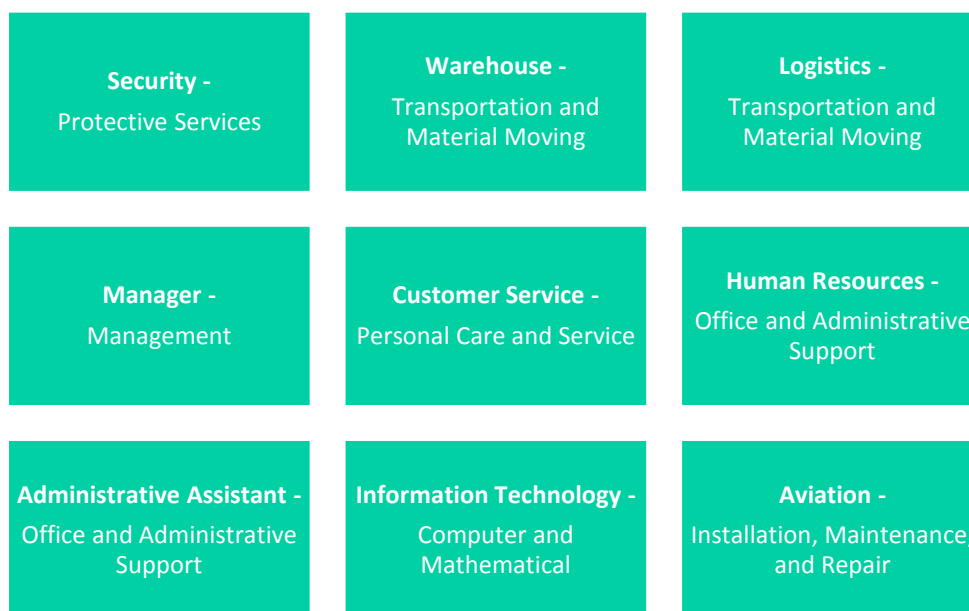 Security -
Protective Services
Warehouse -
Transportation and
Material Moving
Logistics -
Transportation and
Material Moving
Manager -
Management
Customer Service -
Personal Care and Service
Human Resources -
Office and Administrative
Support
Administrative Assistant -
Office and Administrative
Support
Information Technology -
Computer and
Mathematical
Aviation -
Installation, Maintenance,
and Repair